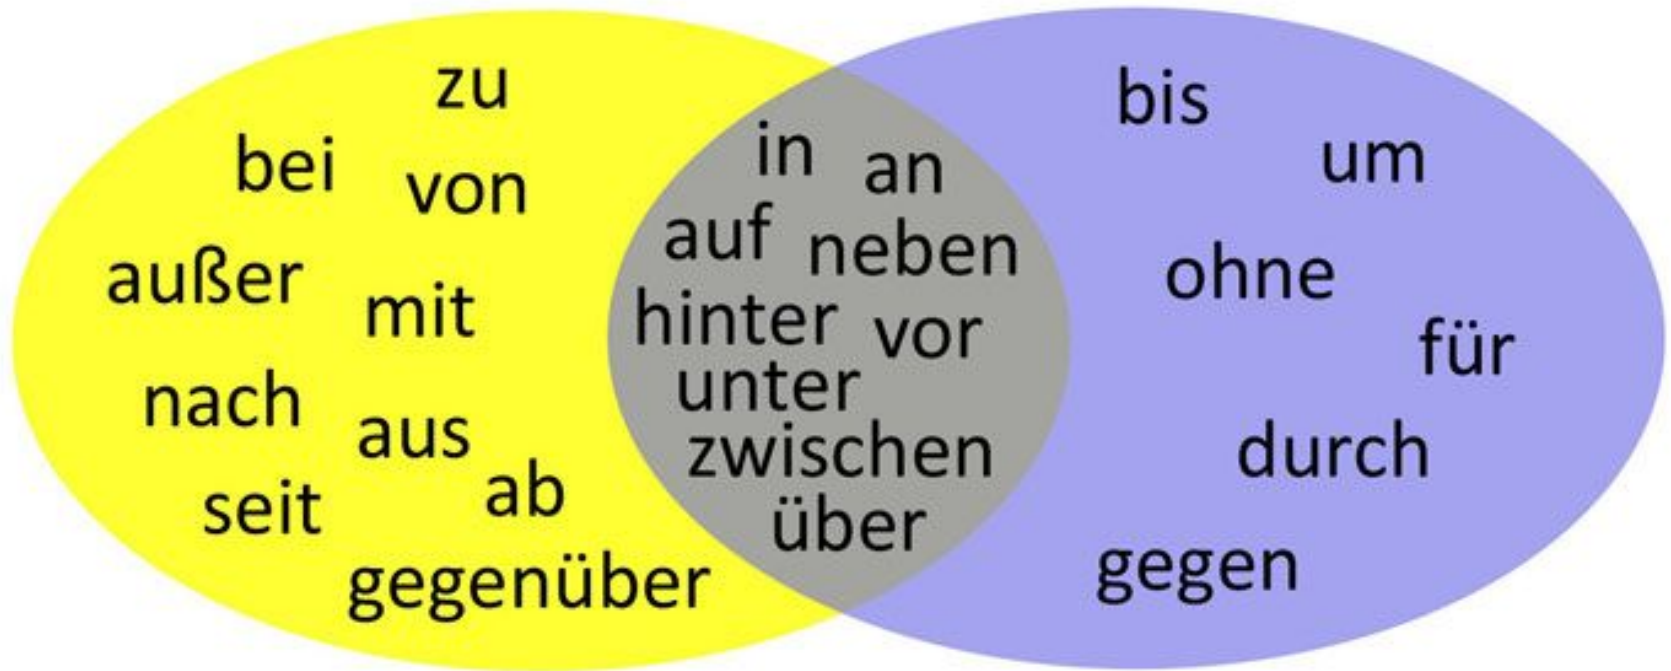 zu
bei
von
außer
mit
nach
aus
seit
ab
gegenüber
in
an
auf
neben
hinter
vor
unter
zwischen
über
bis
um
ohne
für
durch
gegen